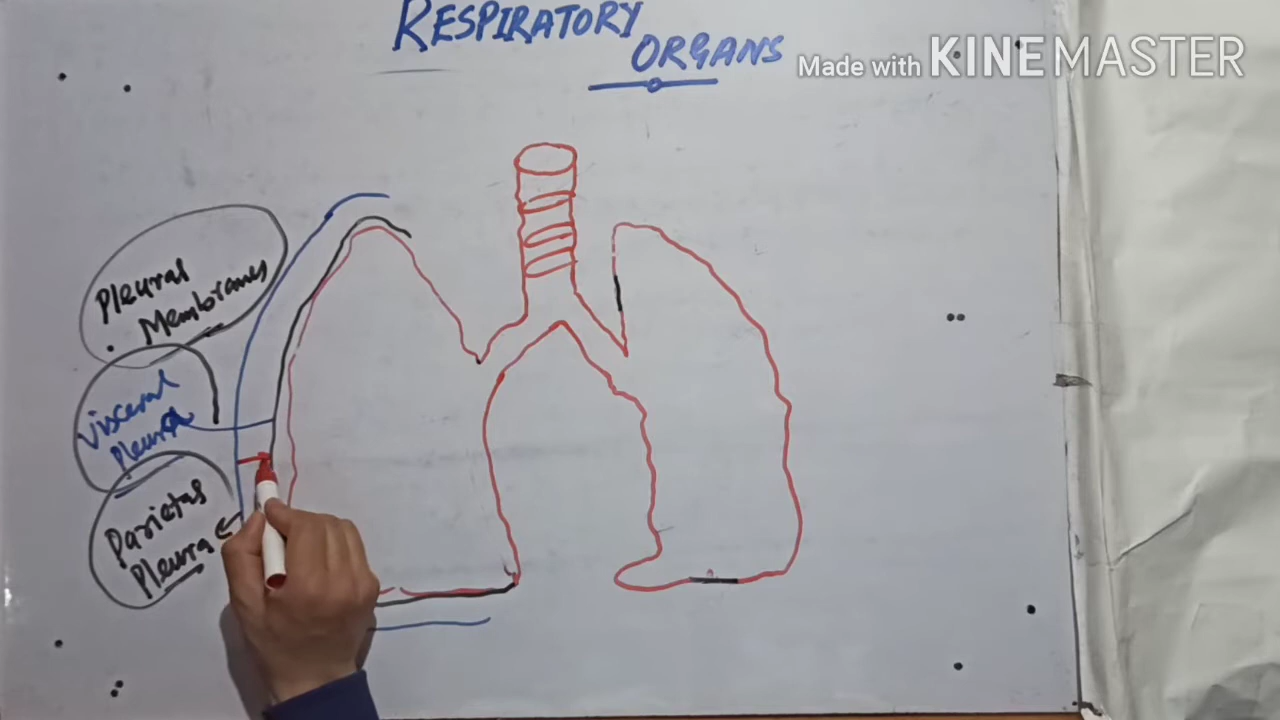 RESPIRATORY
ORGANS
Made with KINEMASTER
Pleural
Membranes
Visceral
Pleura
Parietal
Pleura